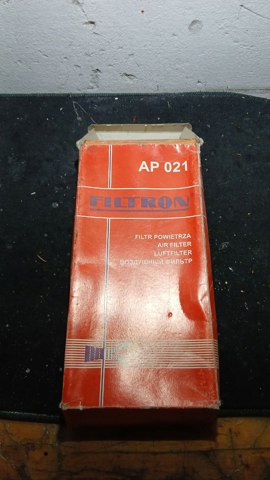 AP 021
FILTRON
FILTR POWIETRZA
AIR FILTER
LUFTFILTER
ВОЗДУШНЫЙ ФИЛЬТР